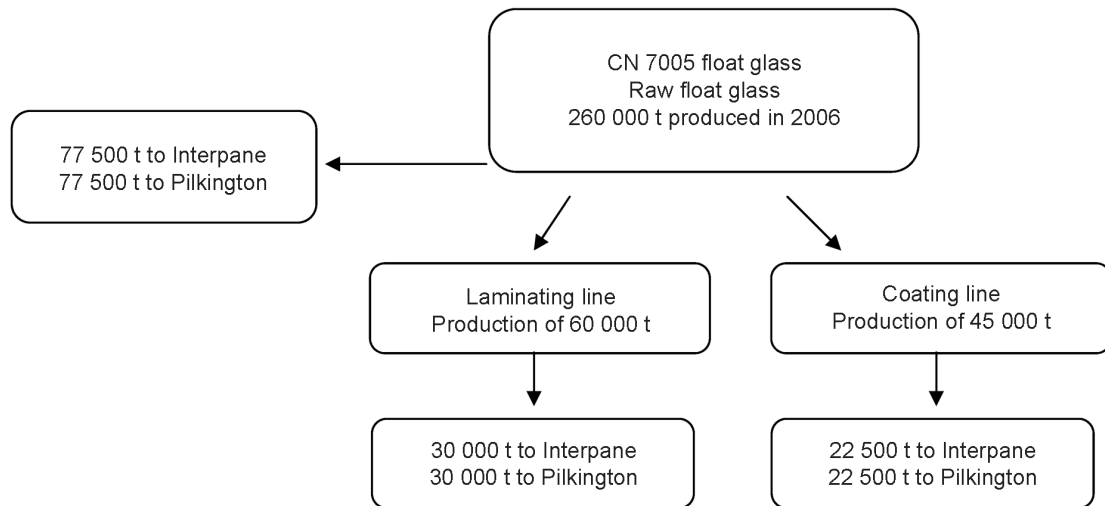 CN 7005 float glass
Raw float glass
260 000 t produced in 2006
77 500 t to Interpane
77 500 t to Pilkington
Laminating line
Production of 60 000 t
Coating line
Production of 45 000 t
30 000 t to Interpane
30 000 t to Pilkington
22 500 t to Interpane
22 500 t to Pilkington